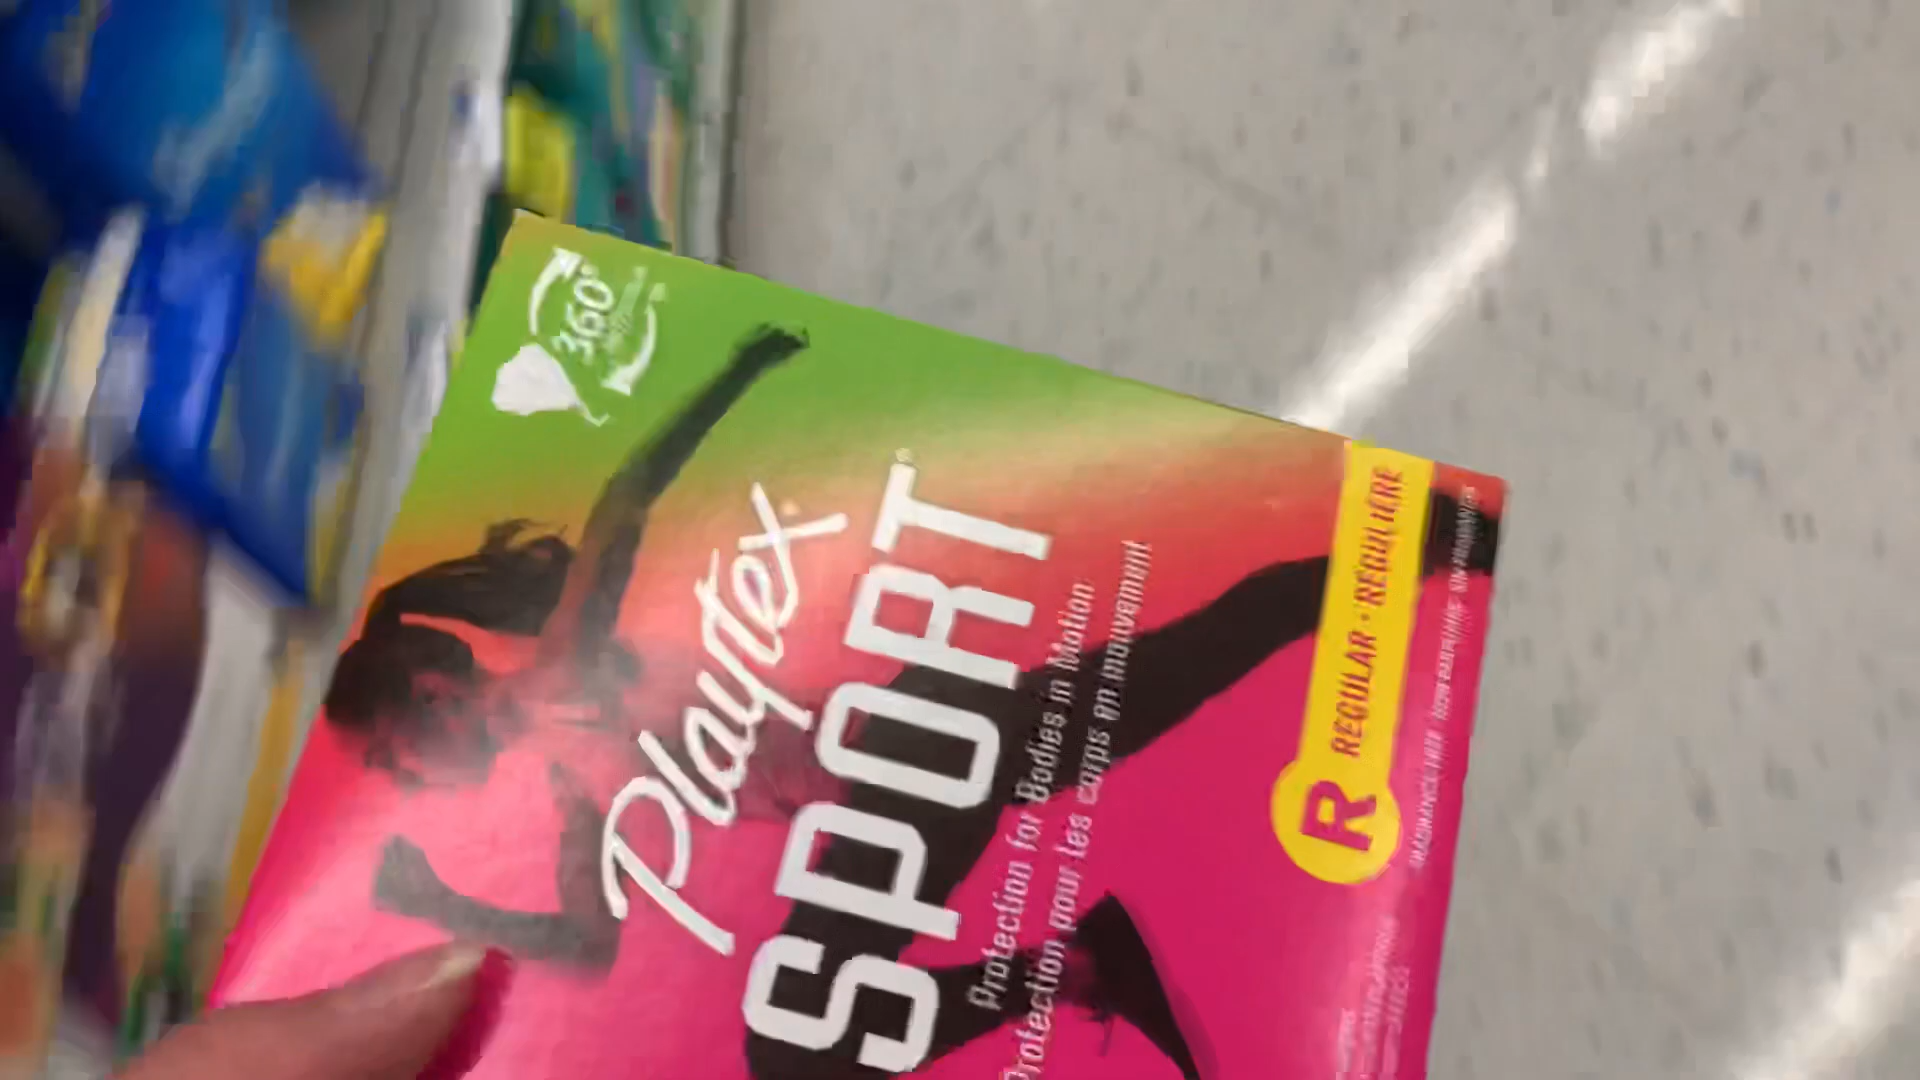 360°
Playtex
SPORT
Protection for Bodies in Motion
Protection pour les corps en mouvement
R REGULAR • RÉGULIÈRE